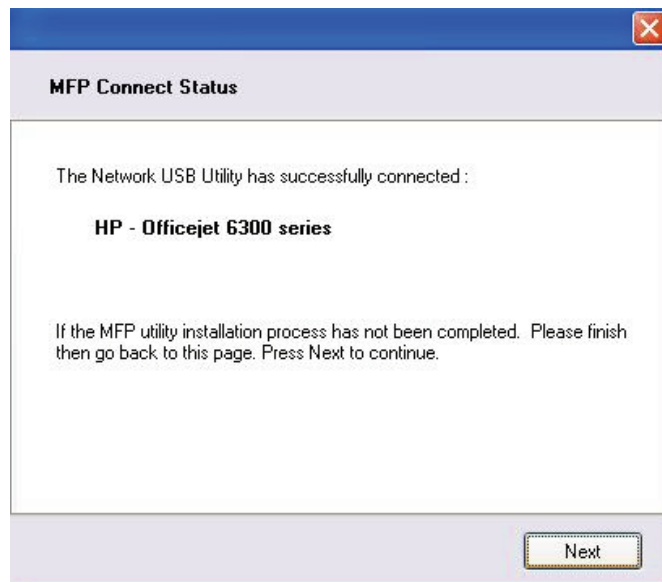 MFP Connect Status
The Network USB Utility has successfully connected :
HP - Officejet 6300 series
If the MFP utility installation process has not been completed.  Please finish
then go back to this page. Press Next to continue.
Next